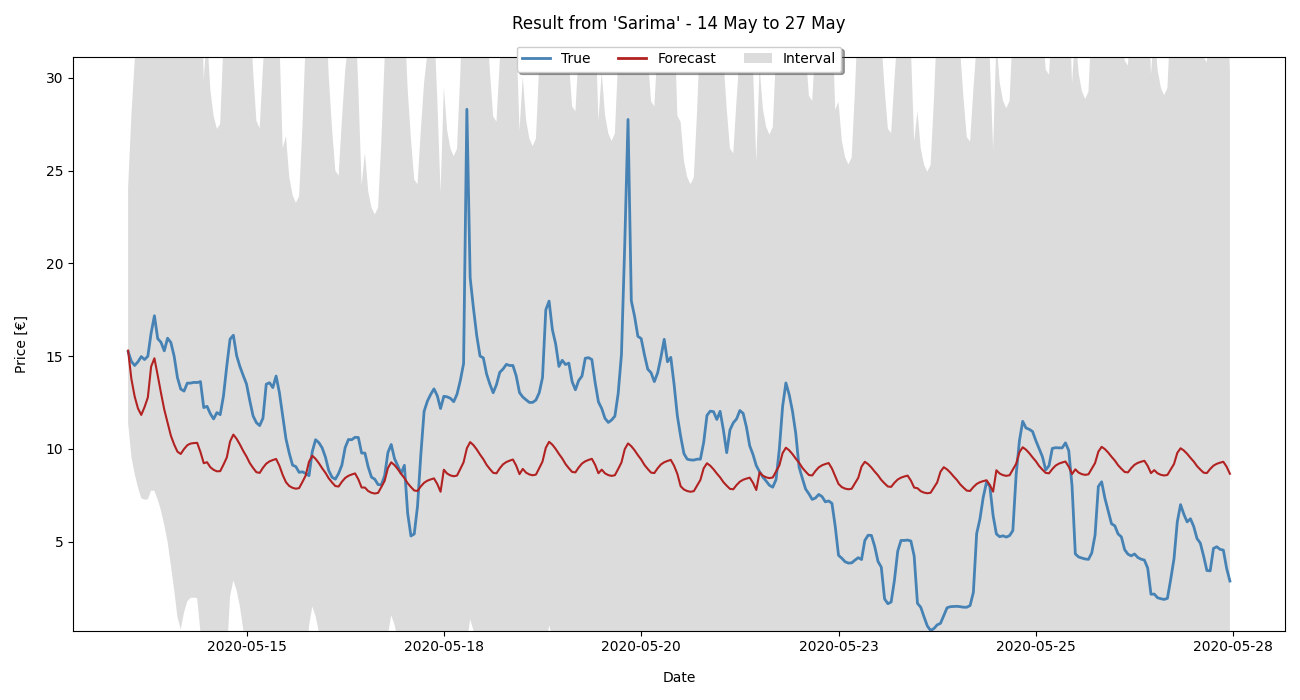 Result from 'Sarima' - 14 May to 27 May
True Forecast Interval
30
25
20
15
10
5
Price [€]
2020-05-15 2020-05-18 2020-05-20 2020-05-23 2020-05-25 2020-05-28
Date